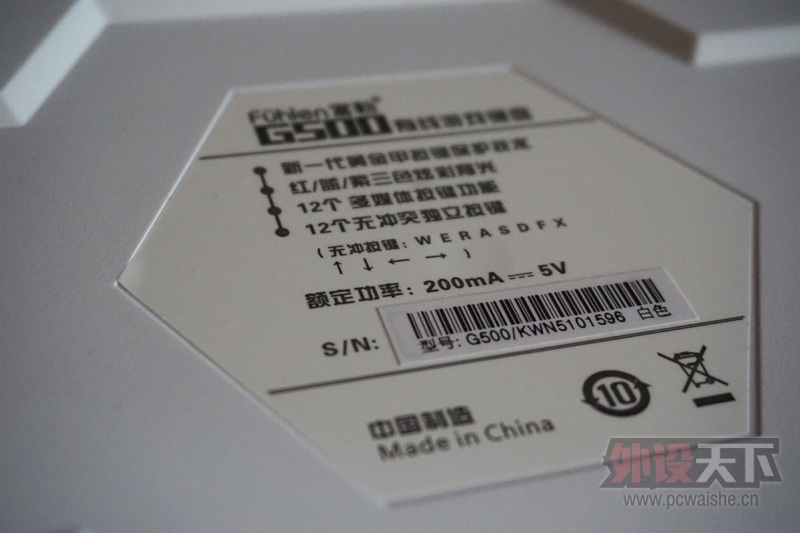 Fühlen 富勒
G500 有线游戏键盘
新一代黄金甲按键保护技术
红/蓝/紫三色炫彩背光
12个 多媒体按键功能
12个无冲突独立按键
(无冲按键: W E R A S D F X
↑ ↓ ← → )
额定功率: 200mA 5V
S/N:
型号: G500/KWN5101596 白色
10
中国制造
Made in China
外设天下
www.pcwaishe.cn